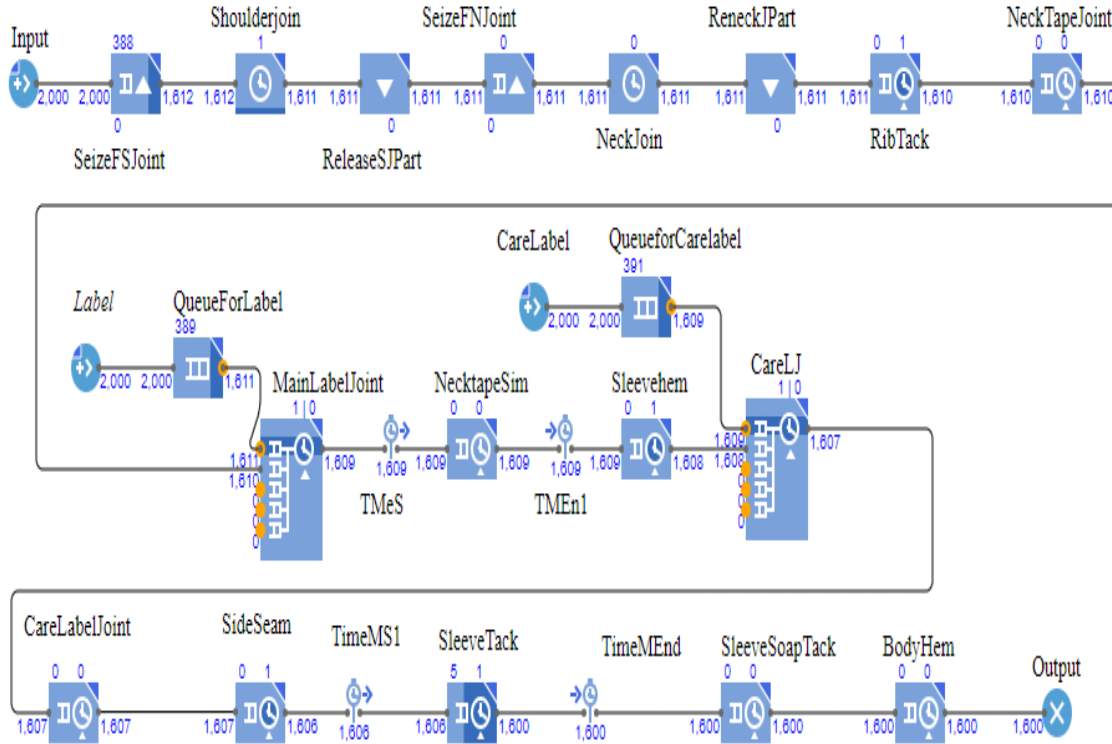 Shoulderjoin SeizeFNJoint ReneckJPart NeckTapeJoint
Input
388 1 0 0 0 1 0 0
2,000 2,000 1,612 1,612 1,611 1,611 1,611 1,611 1,611 1,611 1,611 1,611 1,611 1,611 1,610 1,610 1,610
0 0 0 0
NeckJoin RibTack
SeizeFSJoint ReleaseSJPart
CareLabel QueueforCarelabel
391
Label QueueForLabel
2,000 2,000 1,609
389
CareLJ
2,000 2,000 1,611
MainLabelJoint NecktapeSim Sleevehem
1 | 0
1 | 0 0 0 0 1
1,609 1,607
1,611 1,609 1,609 1,609 1,609 1,609 1,609 1,608 1,608
1,610
0 0
0 TMeS TMEn1 0
0 0
0
CareLabelJoint SideSeam TimeMS1 SleeveTack TimeMEnd SleeveSoapTack BodyHem Output
0 0 0 1 5 1 0 0 0 0
1,607 1,607 1,607 1,606 1,606 1,606 1,600 1,600 1,600 1,600 1,600 1,600 1,600